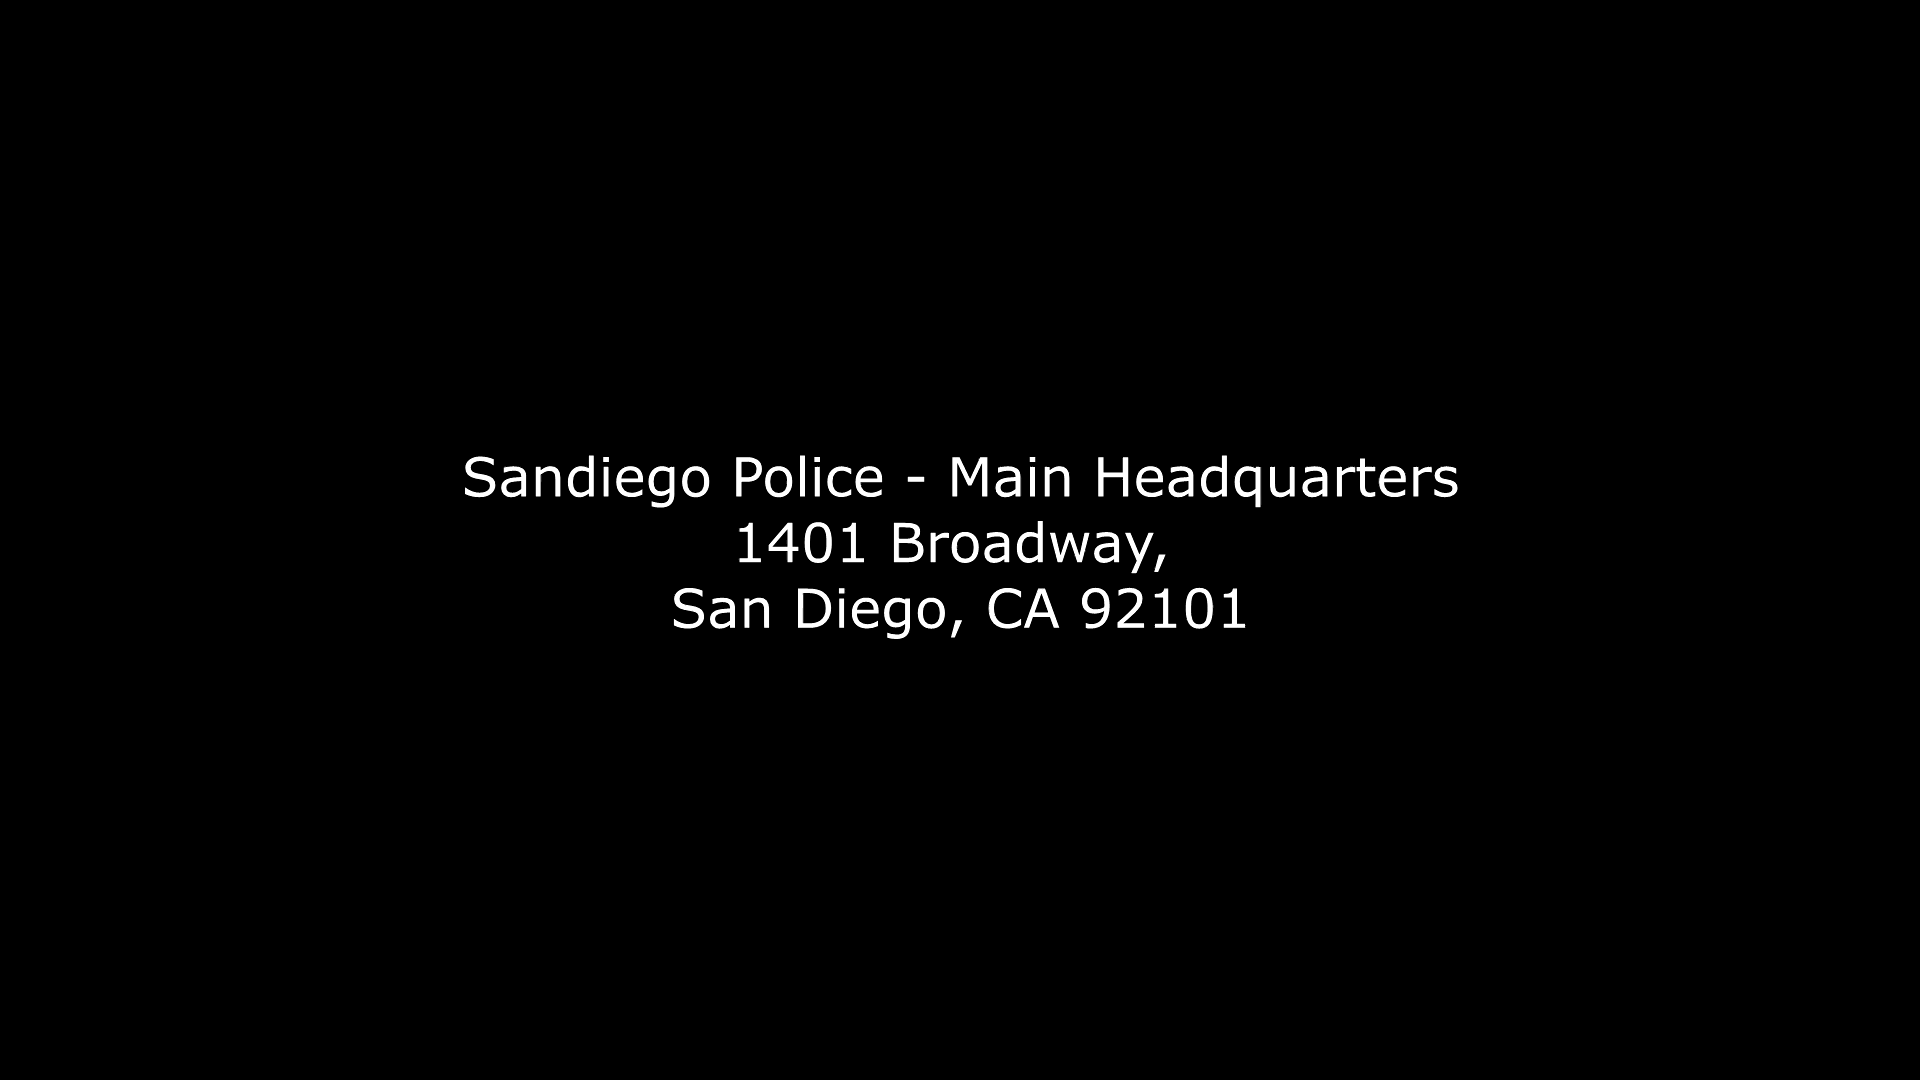 Sandiego Police - Main Headquarters
1401 Broadway,
San Diego, CA 92101